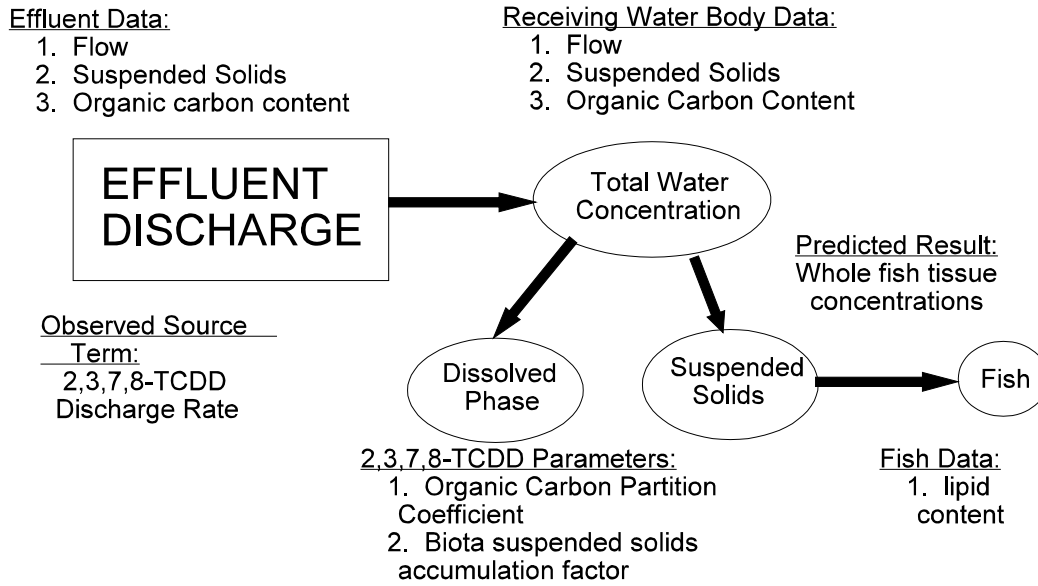 Effluent Data:
1. Flow
2. Suspended Solids
3. Organic carbon content
Receiving Water Body Data:
1. Flow
2. Suspended Solids
3. Organic Carbon Content
EFFLUENT
DISCHARGE
Total Water
Concentration
Predicted Result:
Whole fish tissue
concentrations
Observed Source
Term:
2,3,7,8-TCDD
Discharge Rate
Dissolved
Phase
Suspended
Solids
Fish
2,3,7,8-TCDD Parameters:
1. Organic Carbon Partition
Coefficient
2. Biota suspended solids
accumulation factor
Fish Data:
1. lipid
content